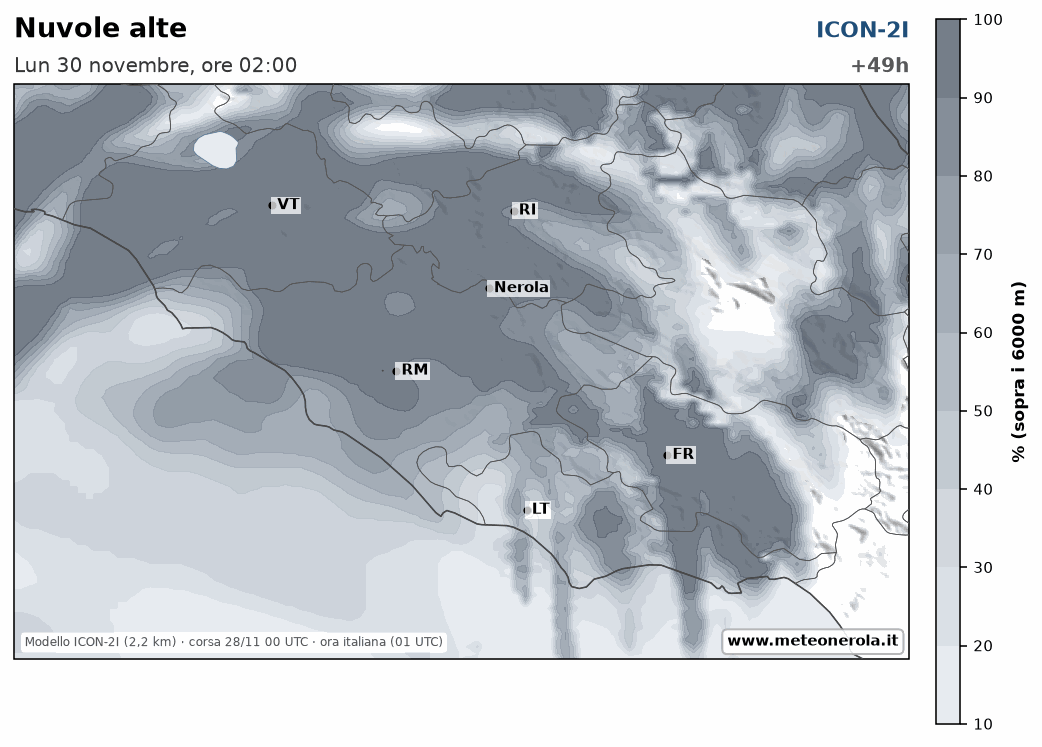 Nuvole alte
ICON-2I
Lun 30 novembre, ore 02:00
+49h
VT
RI
Nerola
RM
FR
LT
Modello ICON-2I (2,2 km) · corsa 28/11 00 UTC · ora italiana (01 UTC)
www.meteonerola.it
100
90
80
70
60
50
40
30
20
10
% (sopra i 6000 m)